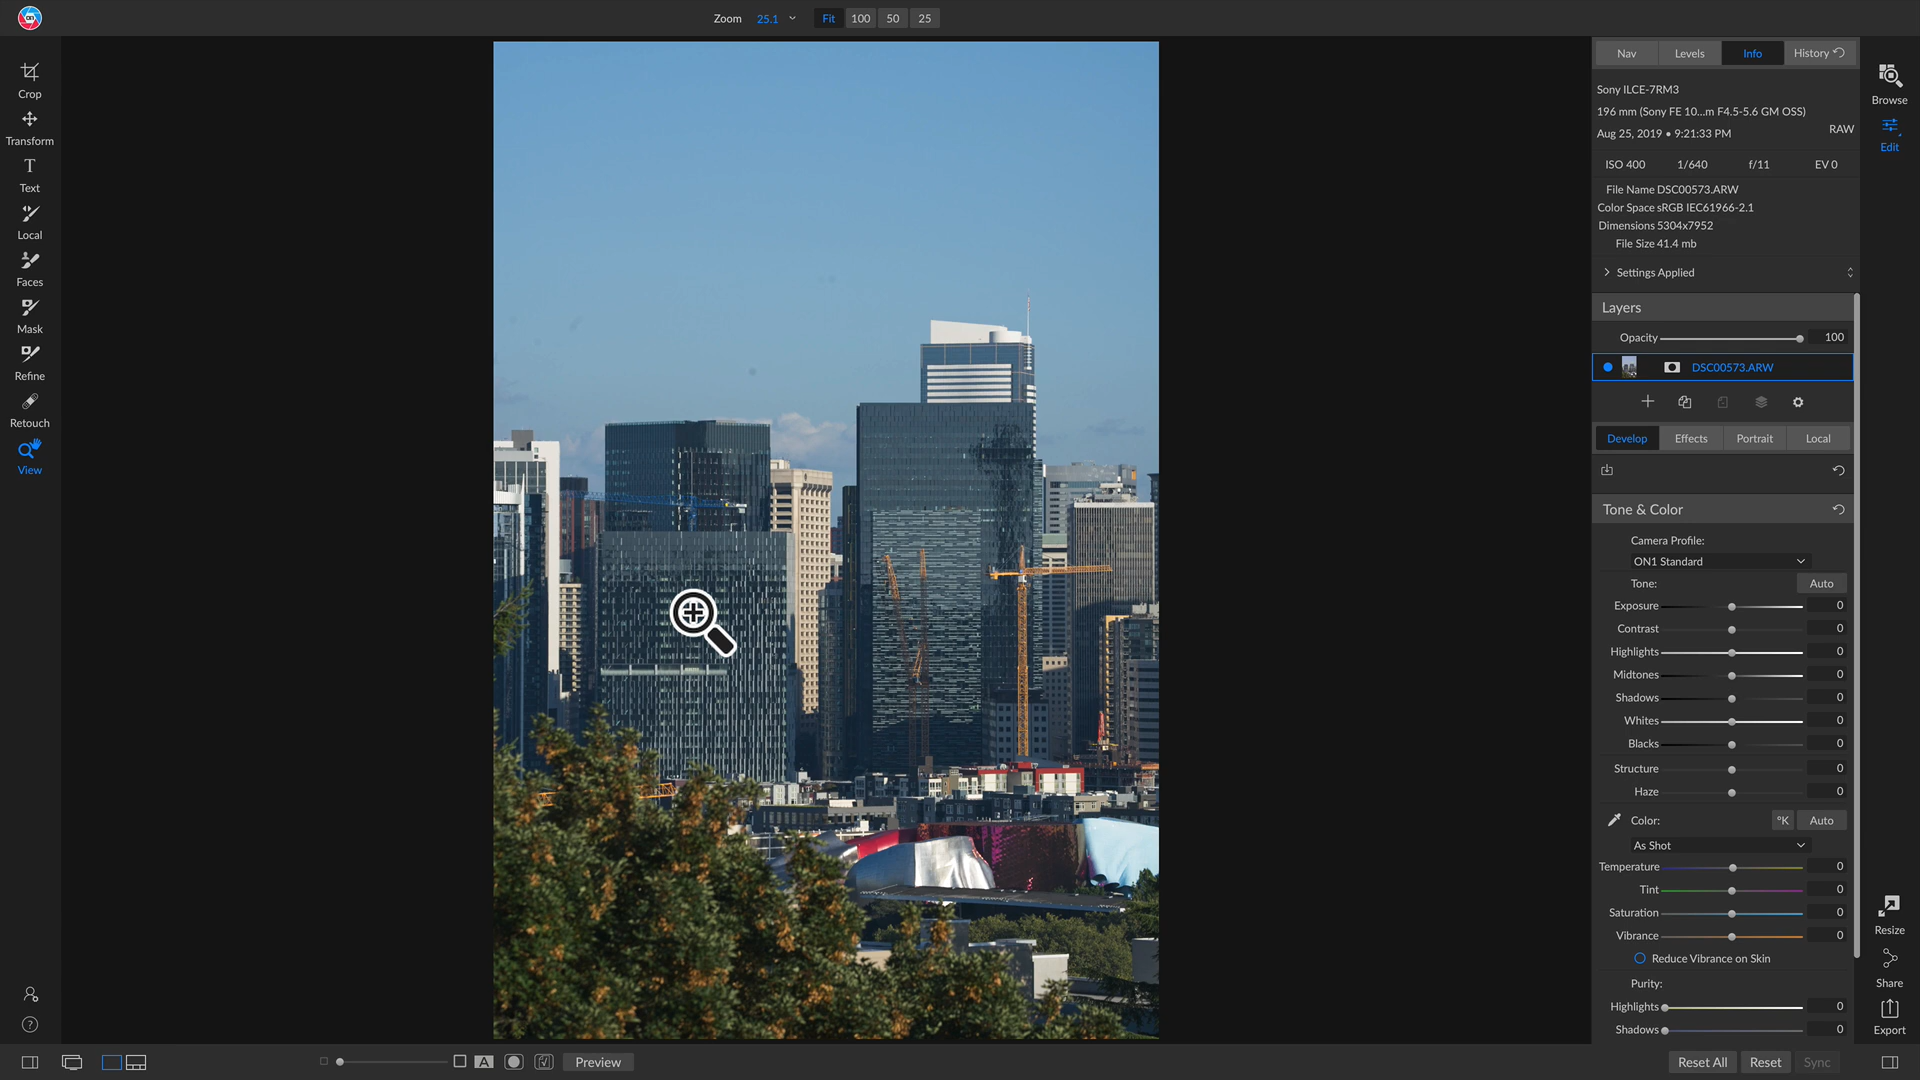 Zoom 25.1 Fit 100 50 25
Crop
Transform
T
Text
Local
Faces
Mask
Refine
Retouch
View
Nav Levels Info History
Sony ILCE-7RM3
196 mm (Sony FE 10...m F4.5-5.6 GM OSS)
Aug 25, 2019 • 9:21:33 PM RAW
ISO 400 1/640 f/11 EV 0
File Name DSC00573.ARW
Color Space sRGB IEC61966-2.1
Dimensions 5304x7952
File Size 41.4 mb
Settings Applied
Layers
Opacity 100
DSC00573.ARW
Develop Effects Portrait Local
Tone & Color
Camera Profile:
ON1 Standard
Tone: Auto
Exposure 0
Contrast 0
Highlights 0
Midtones 0
Shadows 0
Whites 0
Blacks 0
Structure 0
Haze 0
Color: °K Auto
As Shot
Temperature 0
Tint 0
Saturation 0
Vibrance 0
Reduce Vibrance on Skin
Purity:
Highlights 0
Shadows 0
Browse
Edit
Resize
Share
Export
?
A Preview
Reset All Reset Sync